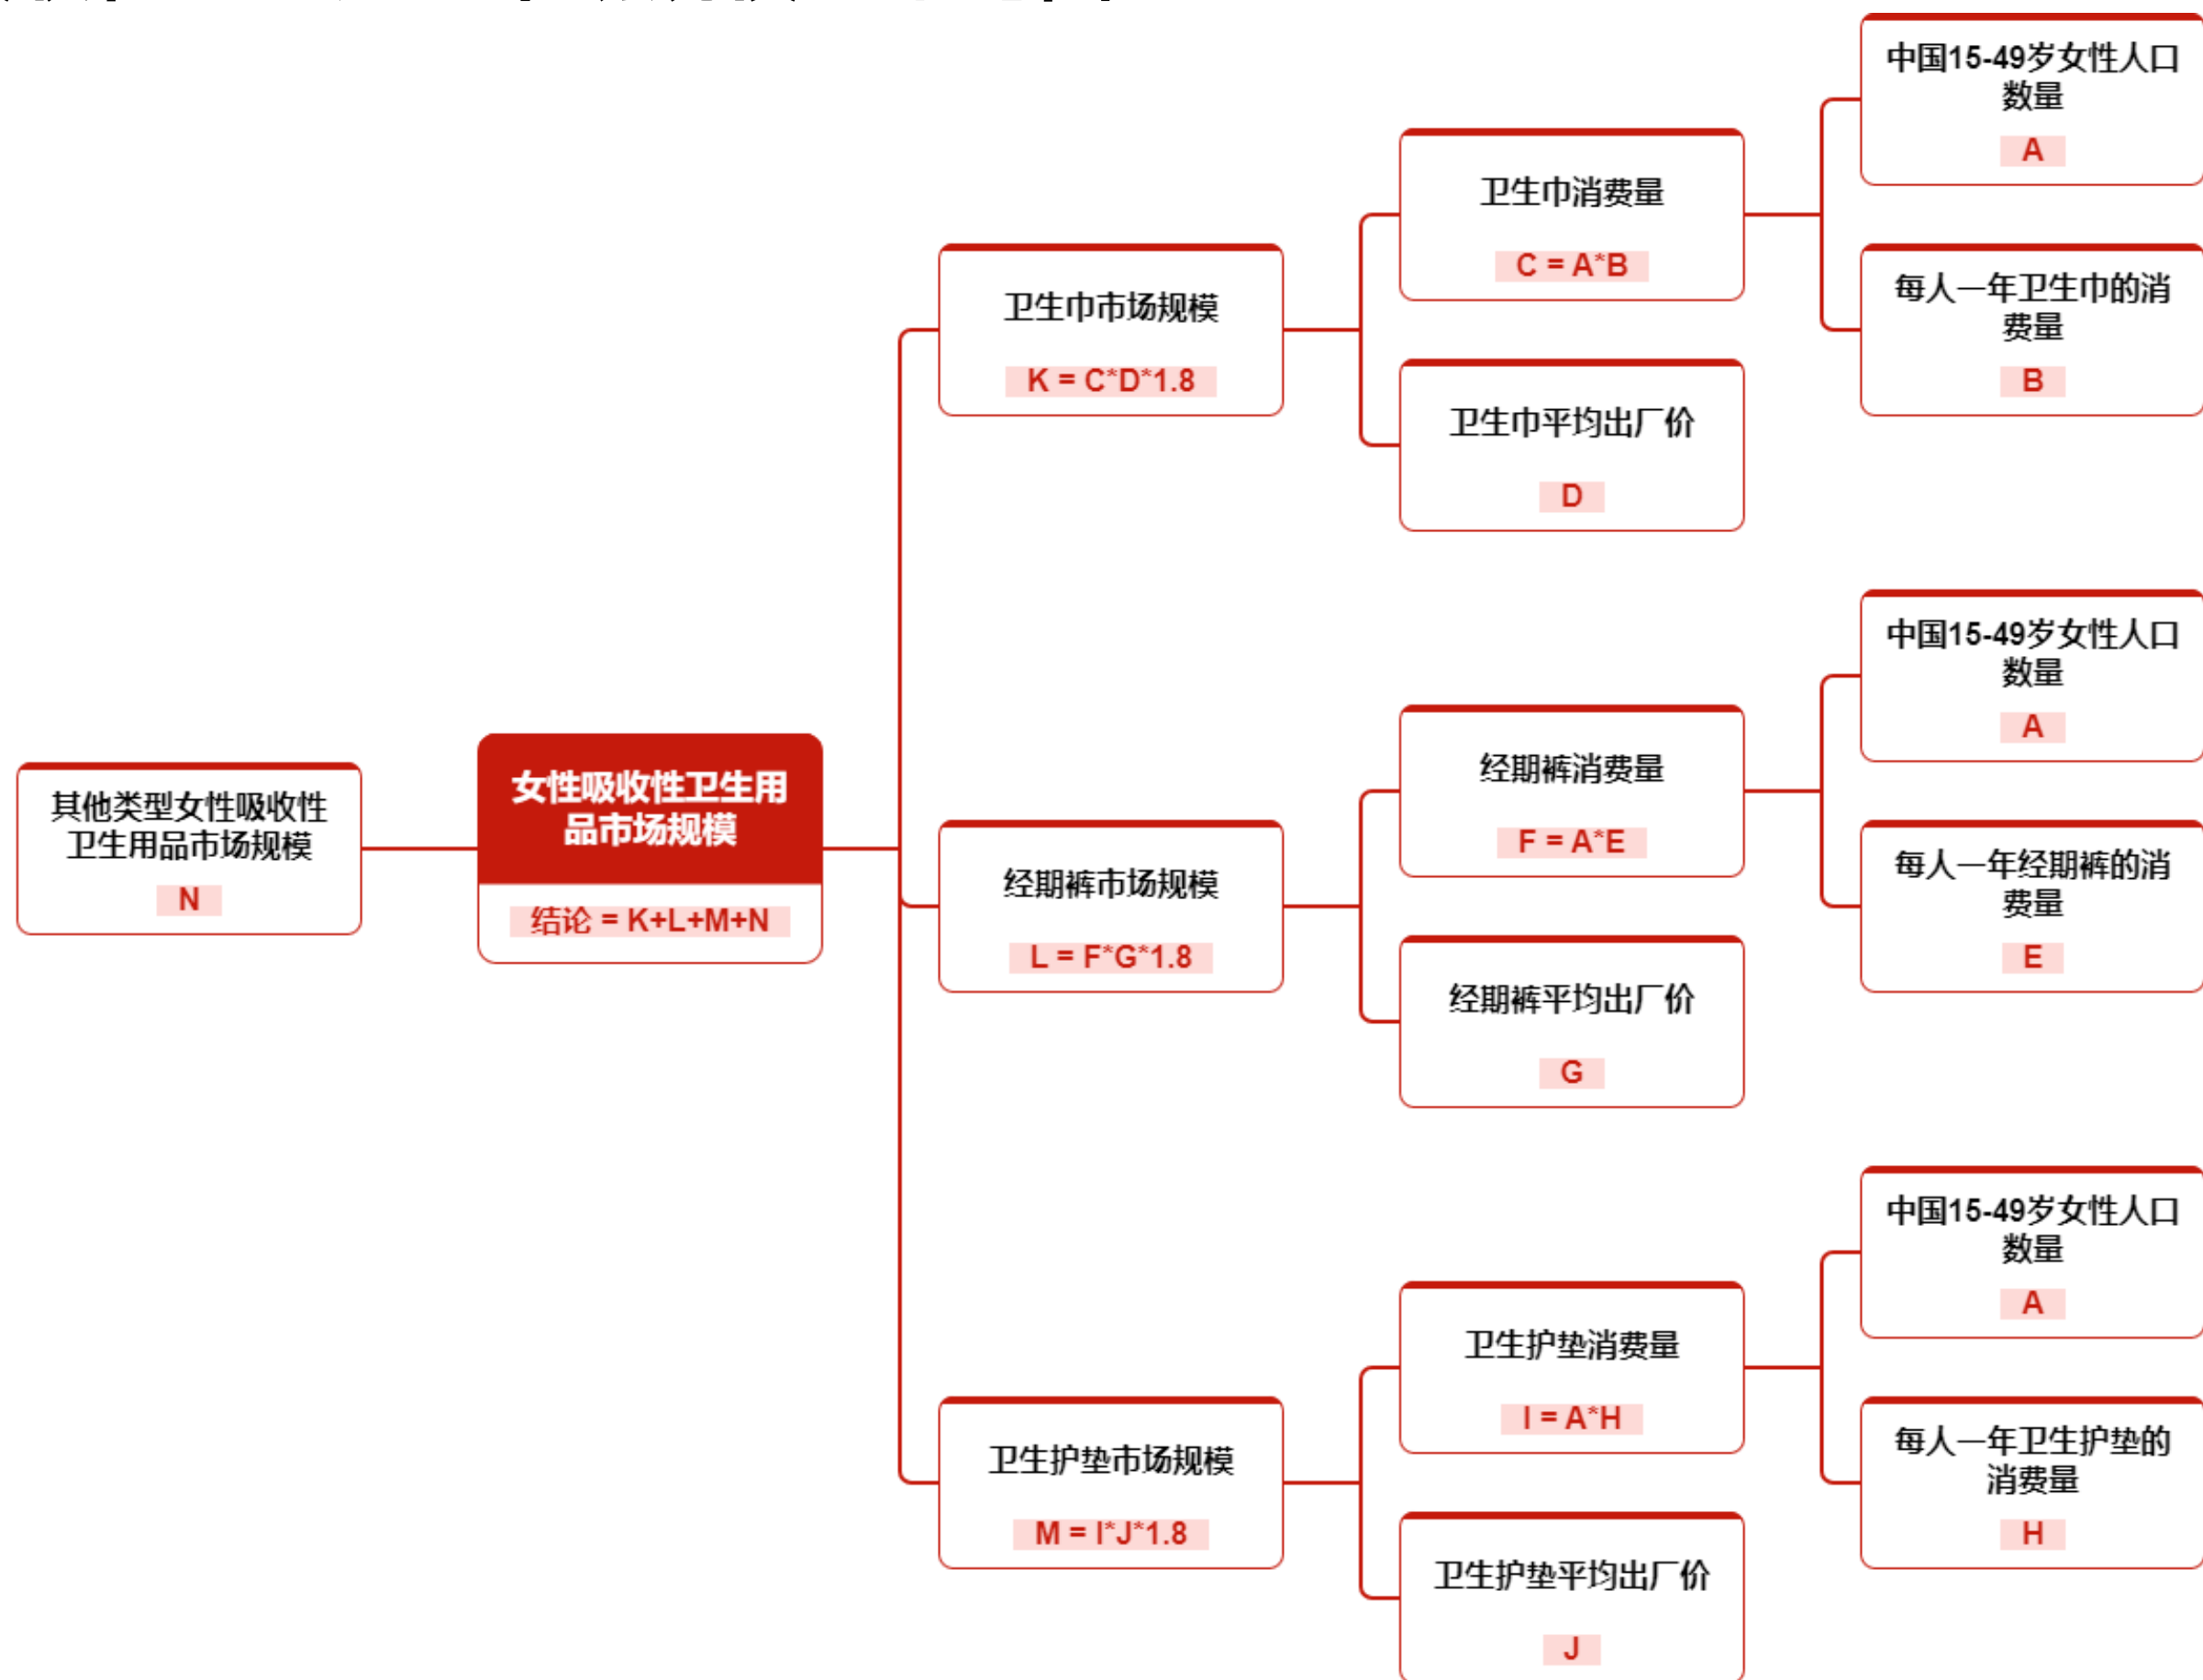 其他类型女性吸收性
卫生用品市场规模
N
女性吸收性卫生用
品市场规模
结论 = K+L+M+N
卫生巾市场规模
K = C*D*1.8
卫生巾消费量
C = A*B
中国15-49岁女性人口
数量
A
每人一年卫生巾的消
费量
B
卫生巾平均出厂价
D
经期裤市场规模
L = F*G*1.8
经期裤消费量
F = A*E
中国15-49岁女性人口
数量
A
每人一年经期裤的消
费量
E
经期裤平均出厂价
G
卫生护垫市场规模
M = I*J*1.8
卫生护垫消费量
I = A*H
中国15-49岁女性人口
数量
A
每人一年卫生护垫的
消费量
H
卫生护垫平均出厂价
J